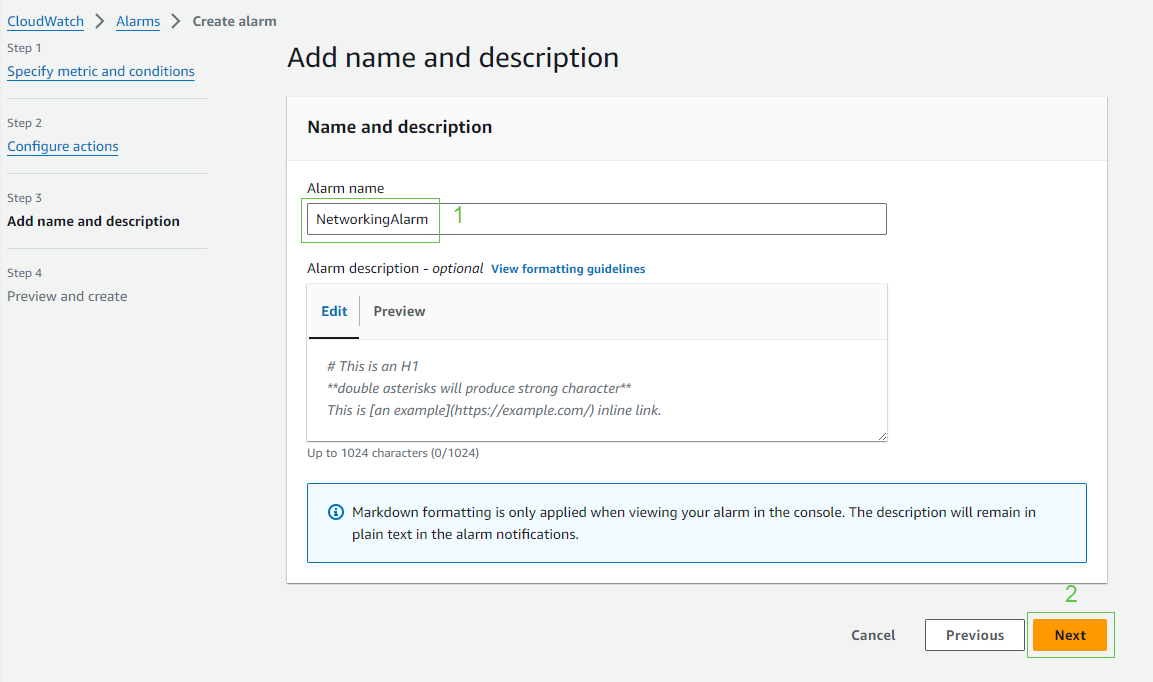 CloudWatch > Alarms > Create alarm
Step 1
Specify metric and conditions
Step 2
Configure actions
Step 3
Add name and description
Step 4
Preview and create
Add name and description
Name and description
Alarm name
NetworkingAlarm 1
Alarm description - optional View formatting guidelines
Edit Preview
# This is an H1
**double asterisks will produce strong character**
This is [an example](https://example.com/) inline link.
Up to 1024 characters (0/1024)
Markdown formatting is only applied when viewing your alarm in the console. The description will remain in
plain text in the alarm notifications.
2
Cancel Previous Next